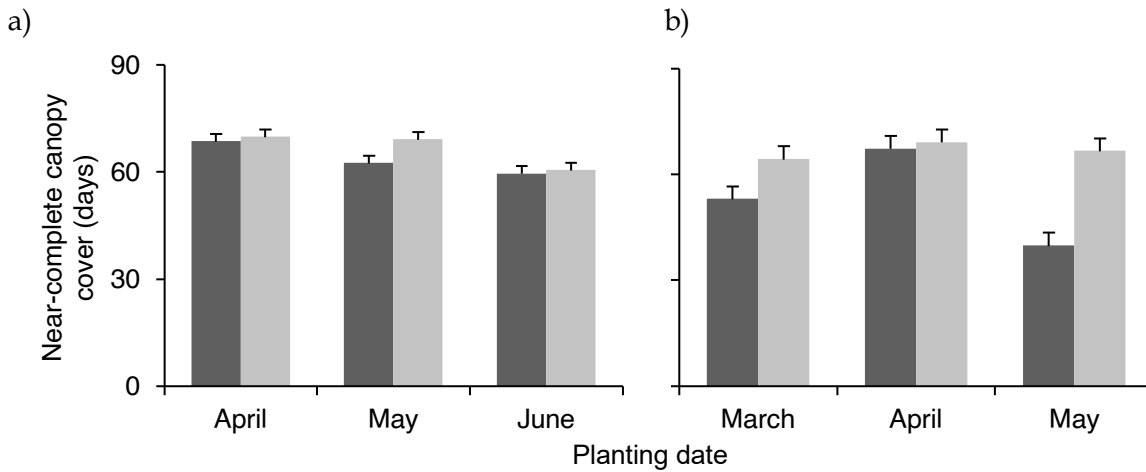 a)
b)
Near-complete canopy
cover (days)
90
60
30
0
April May June
March April May
Planting date